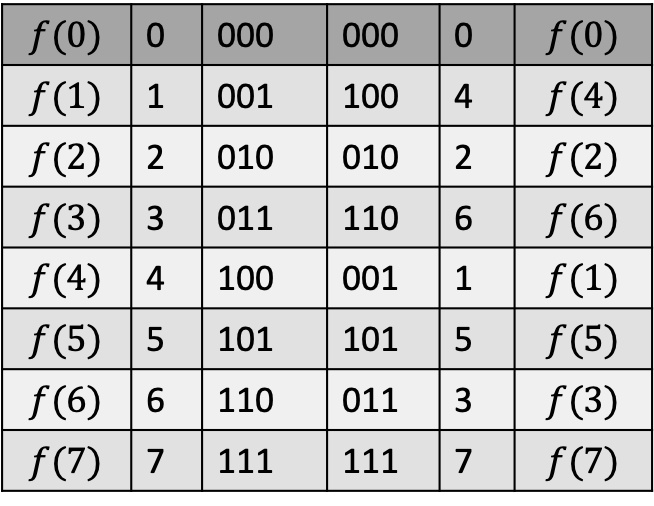 f(0) 0 000 000 0 f(0)
f(1) 1 001 100 4 f(4)
f(2) 2 010 010 2 f(2)
f(3) 3 011 110 6 f(6)
f(4) 4 100 001 1 f(1)
f(5) 5 101 101 5 f(5)
f(6) 6 110 011 3 f(3)
f(7) 7 111 111 7 f(7)